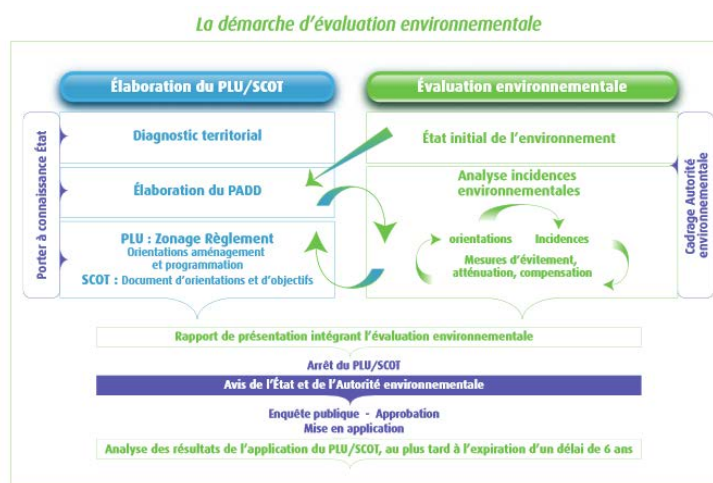 La démarche d'évaluation environnementale
Élaboration du PLU/SCOT
Évaluation environnementale
Porter à connaissance État
Diagnostic territorial
État initial de l'environnement
Élaboration du PADD
Analyse incidences
environnementales
PLU : Zonage Règlement
Orientations aménagement
et programmation
SCOT : Document d'orientations et d'objectifs
orientations
Incidences
Mesures d'évitement,
atténuation, compensation
Cadrage Autorité
environnementale
Rapport de présentation intégrant l'évaluation environnementale
Arrêt du PLU/SCOT
Avis de l'État et de l'Autorité environnementale
Enquête publique - Approbation
Mise en application
Analyse des résultats de l'application du PLU/SCOT, au plus tard à l'expiration d'un délai de 6 ans